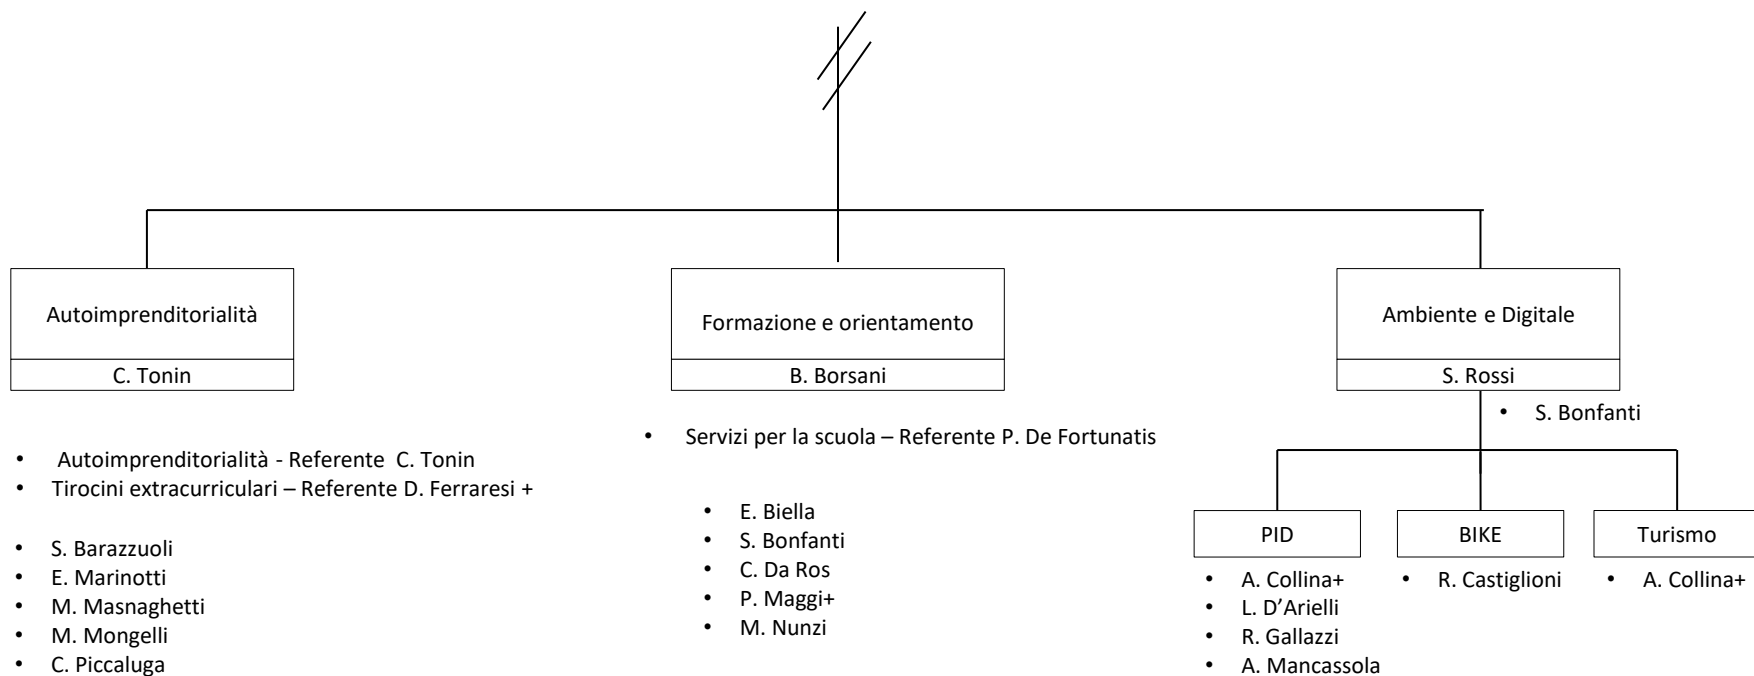 Autoimprenditorialità
C. Tonin
Autoimprenditorialità - Referente C. Tonin
Tirocini extracurriculari – Referente D. Ferraresi +
S. Barazzuoli
E. Marinotti
M. Masnaghetti
M. Mongelli
C. Piccaluga
Formazione e orientamento
B. Borsani
Servizi per la scuola – Referente P. De Fortunatis
E. Biella
S. Bonfanti
C. Da Ros
P. Maggi+
M. Nunzi
Ambiente e Digitale
S. Rossi
S. Bonfanti
PID
A. Collina+
L. D’Arielli
R. Gallazzi
A. Mancassola
BIKE
R. Castiglioni
Turismo
A. Collina+